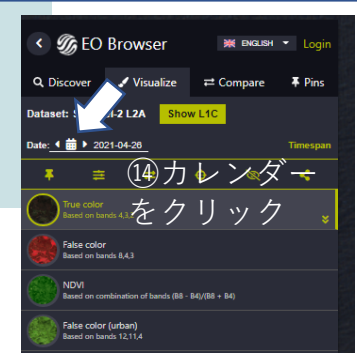 EO Browser
ENGLISH
Login
Discover
Visualize
Compare
Pins
Dataset:
-2 L2A
Show L1C
Date:
2021-04-26
Timespan
⑭カレンダー
をクリック
True color
Based on bands 4,3,
False color
Based on bands 8,4,3
NDVI
Based on combination of bands (B8 - B4)/(B8 + B4)
False color (urban)
Based on bands 12,11,4